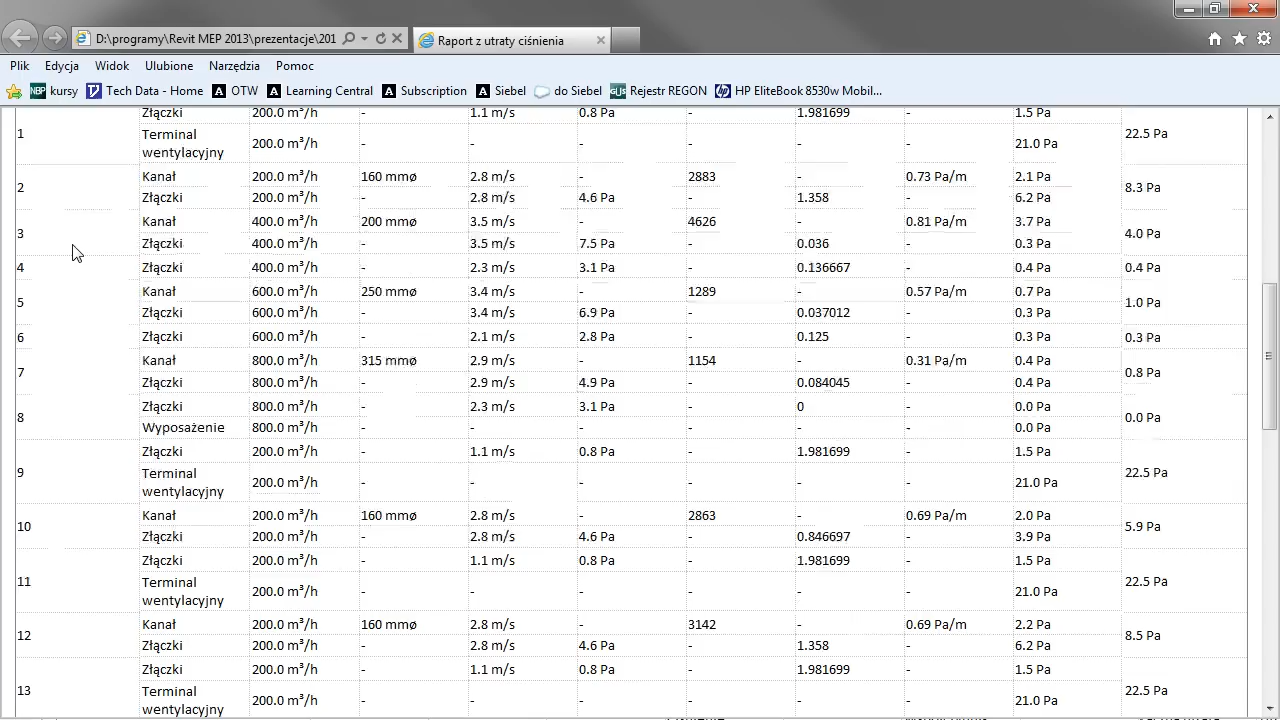 D:\programy\Revit MEP 2013\prezentacje\201
Raport z utraty ciśnienia
Plik Edycja Widok Ulubione Narzędzia Pomoc
NBP kursy Tech Data - Home OTW Learning Central Subscription Siebel do Siebel GUS Rejestr REGON HP EliteBook 8530w Mobil...
1 Złączki 200.0 m³/h - 1.1 m/s 0.8 Pa - 1.981699 - 1.5 Pa 22.5 Pa
Terminal wentylacyjny 200.0 m³/h - - - - - - 21.0 Pa
2 Kanał 200.0 m³/h 160 mmø 2.8 m/s - 2883 - 0.73 Pa/m 2.1 Pa 8.3 Pa
Złączki 200.0 m³/h - 2.8 m/s 4.6 Pa - 1.358 - 6.2 Pa
3 Kanał 400.0 m³/h 200 mmø 3.5 m/s - 4626 - 0.81 Pa/m 3.7 Pa 4.0 Pa
Złączki 400.0 m³/h - 3.5 m/s 7.5 Pa - 0.036 - 0.3 Pa
4 Złączki 400.0 m³/h - 2.3 m/s 3.1 Pa - 0.136667 - 0.4 Pa 0.4 Pa
5 Kanał 600.0 m³/h 250 mmø 3.4 m/s - 1289 - 0.57 Pa/m 0.7 Pa 1.0 Pa
Złączki 600.0 m³/h - 3.4 m/s 6.9 Pa - 0.037012 - 0.3 Pa
6 Złączki 600.0 m³/h - 2.1 m/s 2.8 Pa - 0.125 - 0.3 Pa 0.3 Pa
7 Kanał 800.0 m³/h 315 mmø 2.9 m/s - 1154 - 0.31 Pa/m 0.4 Pa 0.8 Pa
Złączki 800.0 m³/h - 2.9 m/s 4.9 Pa - 0.084045 - 0.4 Pa
8 Złączki 800.0 m³/h - 2.3 m/s 3.1 Pa - 0 - 0.0 Pa 0.0 Pa
Wyposażenie 800.0 m³/h - - - - - - 0.0 Pa
9 Złączki 200.0 m³/h - 1.1 m/s 0.8 Pa - 1.981699 - 1.5 Pa 22.5 Pa
Terminal wentylacyjny 200.0 m³/h - - - - - - 21.0 Pa
10 Kanał 200.0 m³/h 160 mmø 2.8 m/s - 2863 - 0.69 Pa/m 2.0 Pa 5.9 Pa
Złączki 200.0 m³/h - 2.8 m/s 4.6 Pa - 0.846697 - 3.9 Pa
11 Złączki 200.0 m³/h - 1.1 m/s 0.8 Pa - 1.981699 - 1.5 Pa 22.5 Pa
Terminal wentylacyjny 200.0 m³/h - - - - - - 21.0 Pa
12 Kanał 200.0 m³/h 160 mmø 2.8 m/s - 3142 - 0.69 Pa/m 2.2 Pa 8.5 Pa
Złączki 200.0 m³/h - 2.8 m/s 4.6 Pa - 1.358 - 6.2 Pa
13 Złączki 200.0 m³/h - 1.1 m/s 0.8 Pa - 1.981699 - 1.5 Pa 22.5 Pa
Terminal wentylacyjny 200.0 m³/h - - - - - - 21.0 Pa